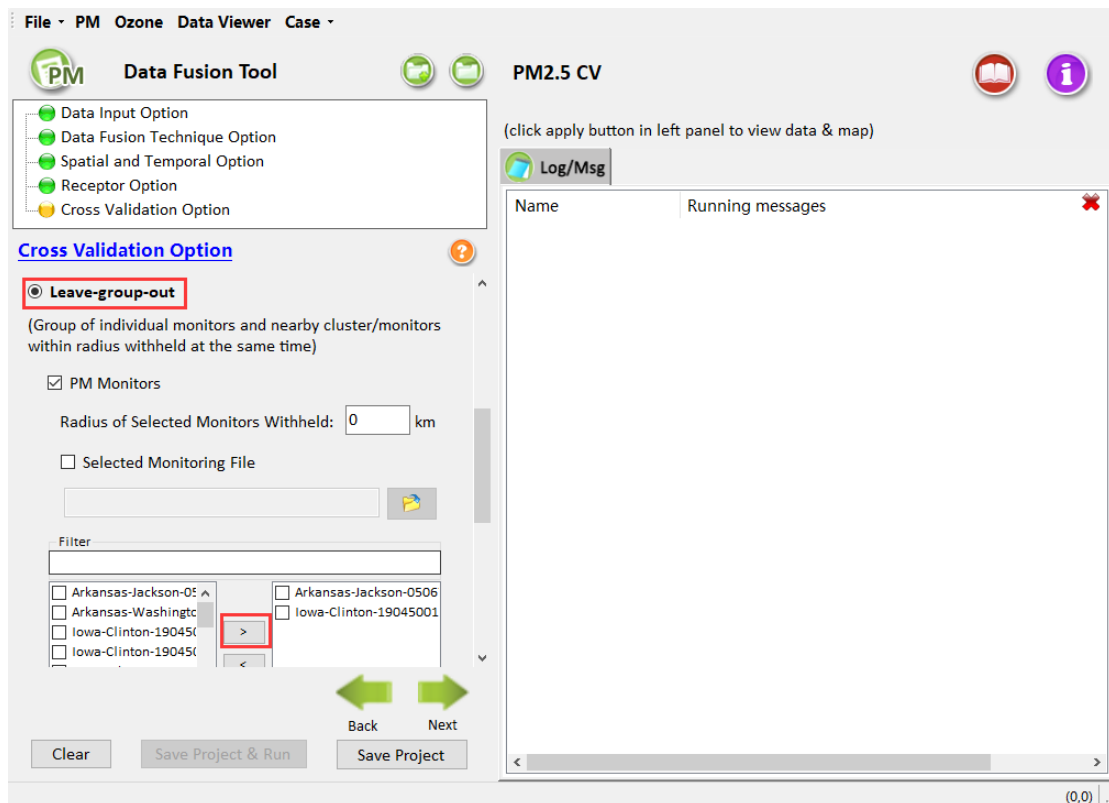 File PM Ozone Data Viewer Case
PM Data Fusion Tool
PM2.5 CV
i
Data Input Option
Data Fusion Technique Option
Spatial and Temporal Option
Receptor Option
Cross Validation Option
(click apply button in left panel to view data & map)
Log/Msg
Name Running messages
Cross Validation Option
?
Leave-group-out
(Group of individual monitors and nearby cluster/monitors
within radius withheld at the same time)
PM Monitors
Radius of Selected Monitors Withheld: 0 km
Selected Monitoring File
Filter
Arkansas-Jackson-05
Arkansas-Washingtc
Iowa-Clinton-19045(
Iowa-Clinton-19045(
>
<
Arkansas-Jackson-0506
Iowa-Clinton-19045001
Back Next
Clear Save Project & Run Save Project
(0,0)